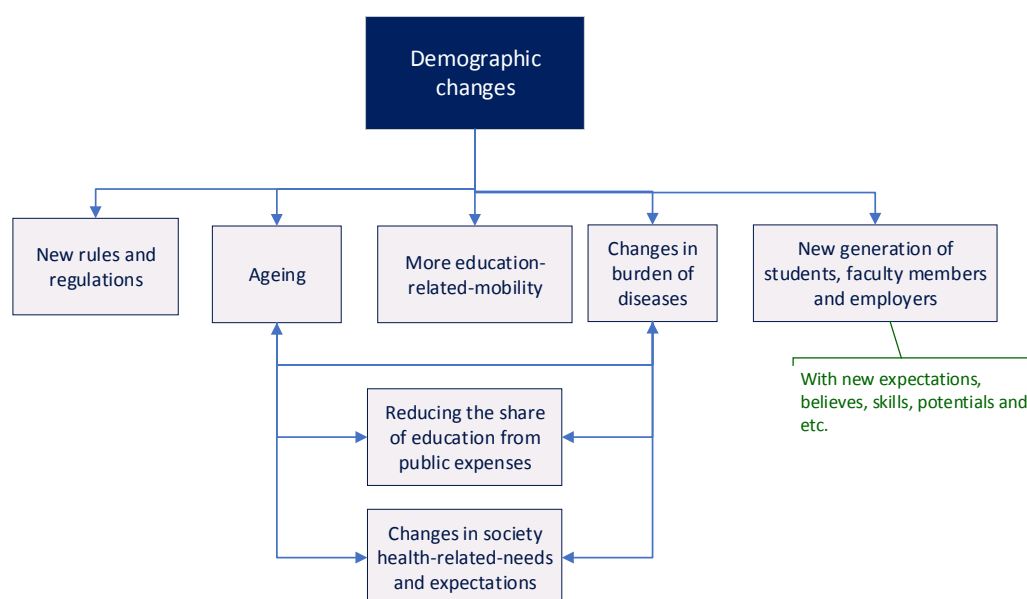 Demographic
changes
New rules and
regulations
Ageing
More education-
related-mobility
Changes in
burden of
diseases
New generation of
students, faculty members
and employers
With new expectations,
believes, skills, potentials and
etc.
Reducing the share
of education from
public expenses
Changes in society
health-related-needs
and expectations